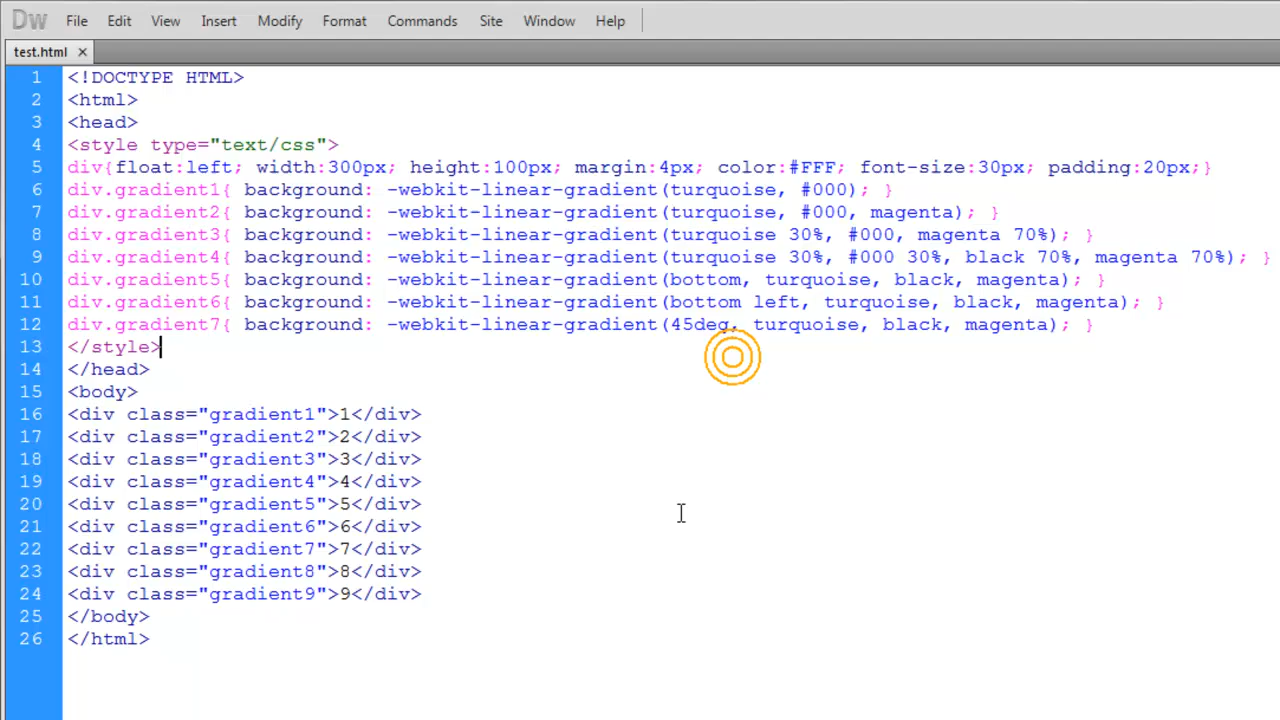 Dw File Edit View Insert Modify Format Commands Site Window Help
test.html ×
1 <!DOCTYPE HTML>
2 <html>
3 <head>
4 <style type="text/css">
5 div{float:left; width:300px; height:100px; margin:4px; color:#FFF; font-size:30px; padding:20px;}
6 div.gradient1{ background: -webkit-linear-gradient(turquoise, #000); }
7 div.gradient2{ background: -webkit-linear-gradient(turquoise, #000, magenta); }
8 div.gradient3{ background: -webkit-linear-gradient(turquoise 30%, #000, magenta 70%); }
9 div.gradient4{ background: -webkit-linear-gradient(turquoise 30%, #000 30%, black 70%, magenta 70%); }
10 div.gradient5{ background: -webkit-linear-gradient(bottom, turquoise, black, magenta); }
11 div.gradient6{ background: -webkit-linear-gradient(bottom left, turquoise, black, magenta); }
12 div.gradient7{ background: -webkit-linear-gradient(45deg, turquoise, black, magenta); }
13 </style>
14 </head>
15 <body>
16 <div class="gradient1">1</div>
17 <div class="gradient2">2</div>
18 <div class="gradient3">3</div>
19 <div class="gradient4">4</div>
20 <div class="gradient5">5</div>
21 <div class="gradient6">6</div>
22 <div class="gradient7">7</div>
23 <div class="gradient8">8</div>
24 <div class="gradient9">9</div>
25 </body>
26 </html>